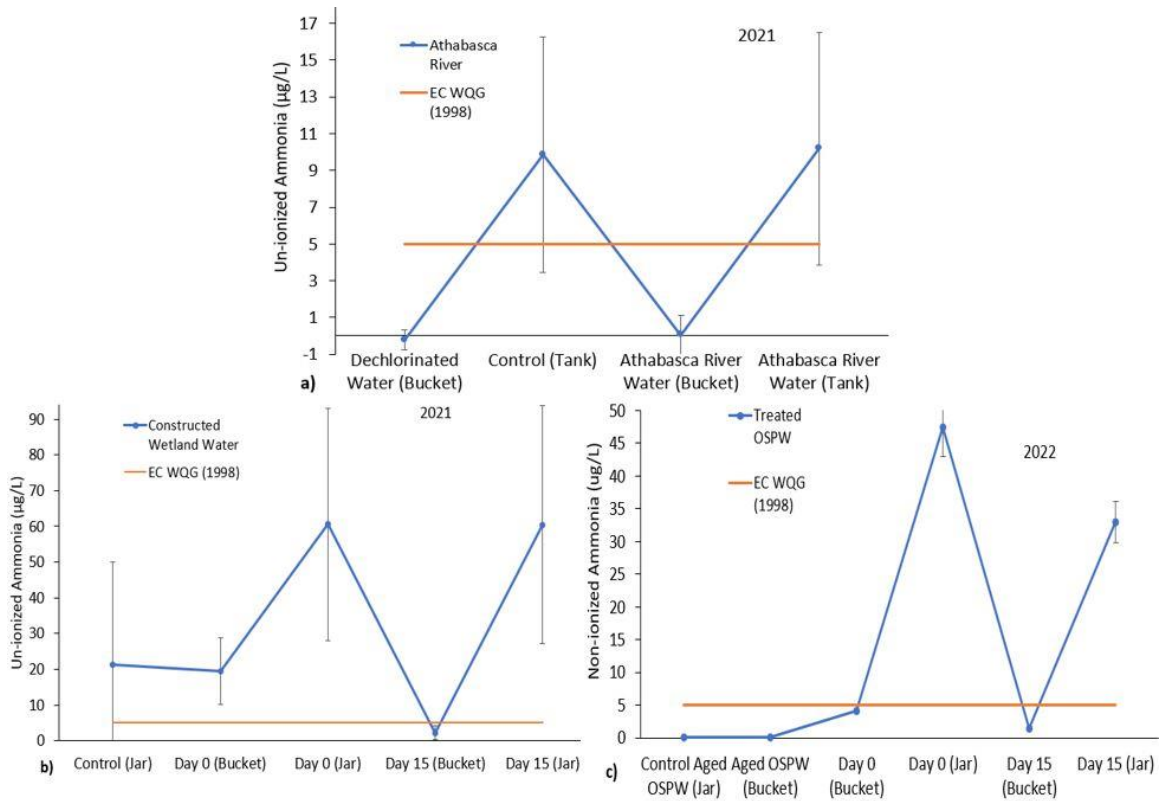 Un-ionized Ammonia (µg/L)
17
15
13
11
9
7
5
3
1
-1
Athabasca
River
EC WQG
(1998)
2021
Dechlorinated
Water (Bucket)
Control (Tank)
Athabasca River
Water (Bucket)
Athabasca River
Water (Tank)
a)
Un-ionized Ammonia (µg/L)
90
80
70
60
50
40
30
20
10
0
Constructed
Wetland Water
EC WQG (1998)
2021
Control (Jar)
Day 0 (Bucket)
Day 0 (Jar)
Day 15 (Bucket)
Day 15 (Jar)
b)
Non-ionized Ammonia (ug/L)
50
45
40
35
30
25
20
15
10
5
0
Treated
OSPW
EC WQG
(1998)
2022
Control Aged
OSPW (Jar)
Aged OSPW
(Bucket)
Day 0
(Bucket)
Day 0 (Jar)
Day 15
(Bucket)
Day 15 (Jar)
c)